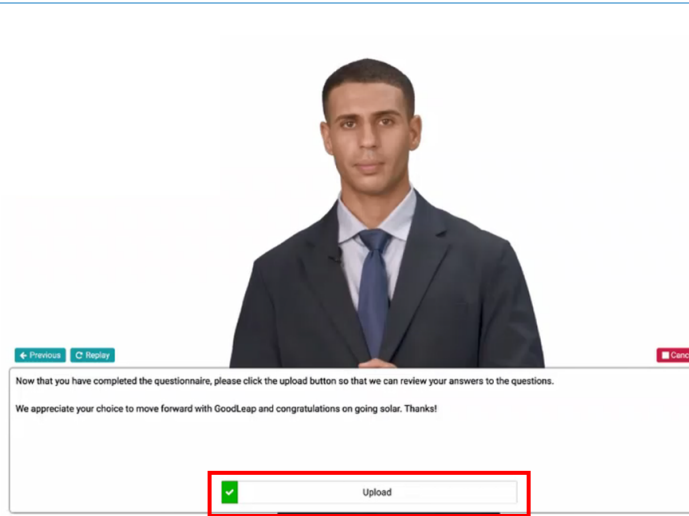 Previous
Replay
Canc
Now that you have completed the questionnaire, please click the upload button so that we can review your answers to the questions.
We appreciate your choice to move forward with GoodLeap and congratulations on going solar. Thanks!
Upload